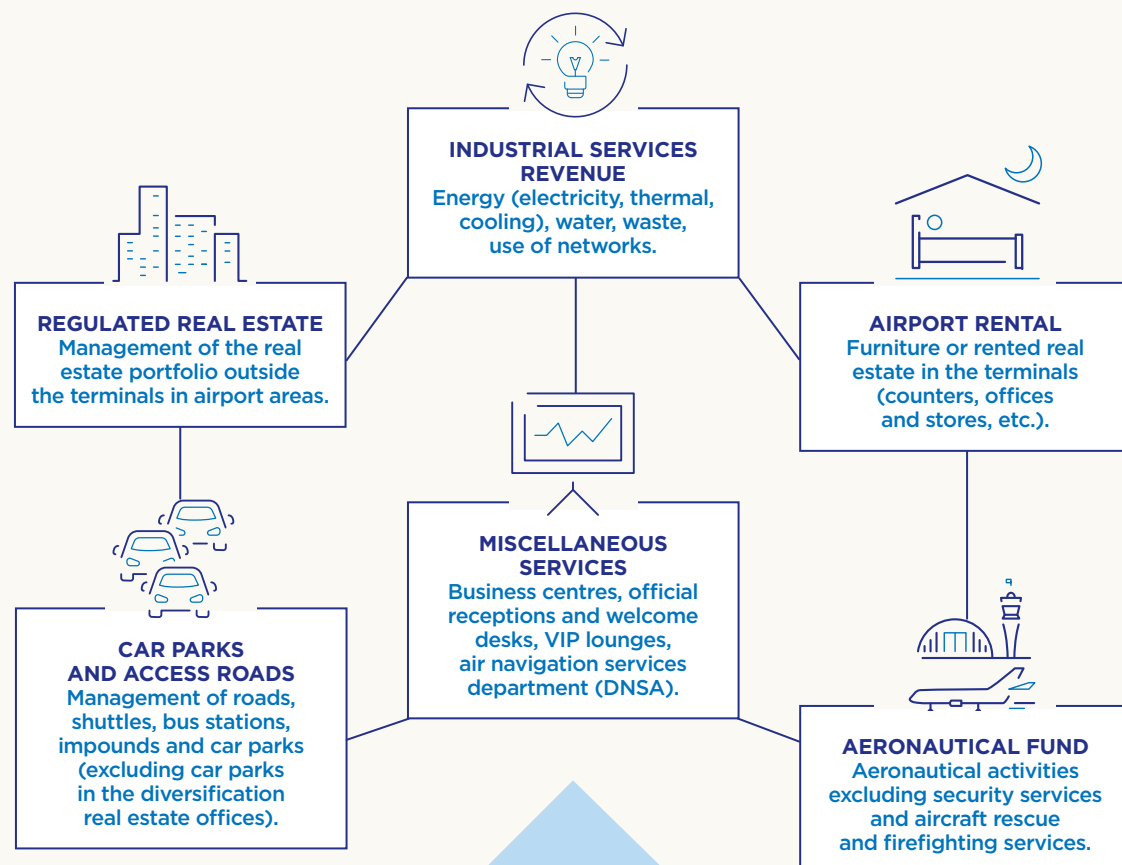 INDUSTRIAL SERVICES
REVENUE
Energy (electricity, thermal,
cooling), water, waste,
use of networks.
REGULATED REAL ESTATE
Management of the real
estate portfolio outside
the terminals in airport areas.
AIRPORT RENTAL
Furniture or rented real
estate in the terminals
(counters, offices
and stores, etc.).
MISCELLANEOUS
SERVICES
Business centres, official
receptions and welcome
desks, VIP lounges,
air navigation services
department (DNSA).
CAR PARKS
AND ACCESS ROADS
Management of roads,
shuttles, bus stations,
impounds and car parks
(excluding car parks
in the diversification
real estate offices).
AERONAUTICAL FUND
Aeronautical activities
excluding security services
and aircraft rescue
and firefighting services.